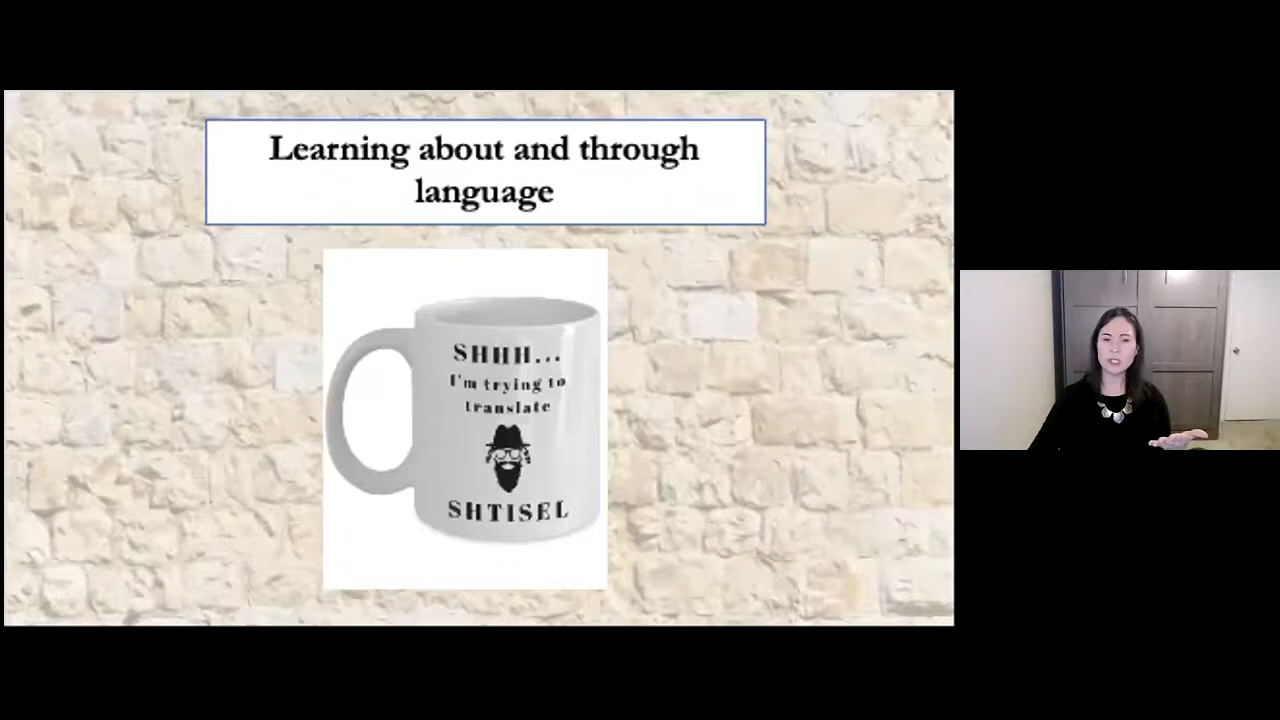 Learning about and through
language
SHHH...
I'm trying to
translate
SHTISEL